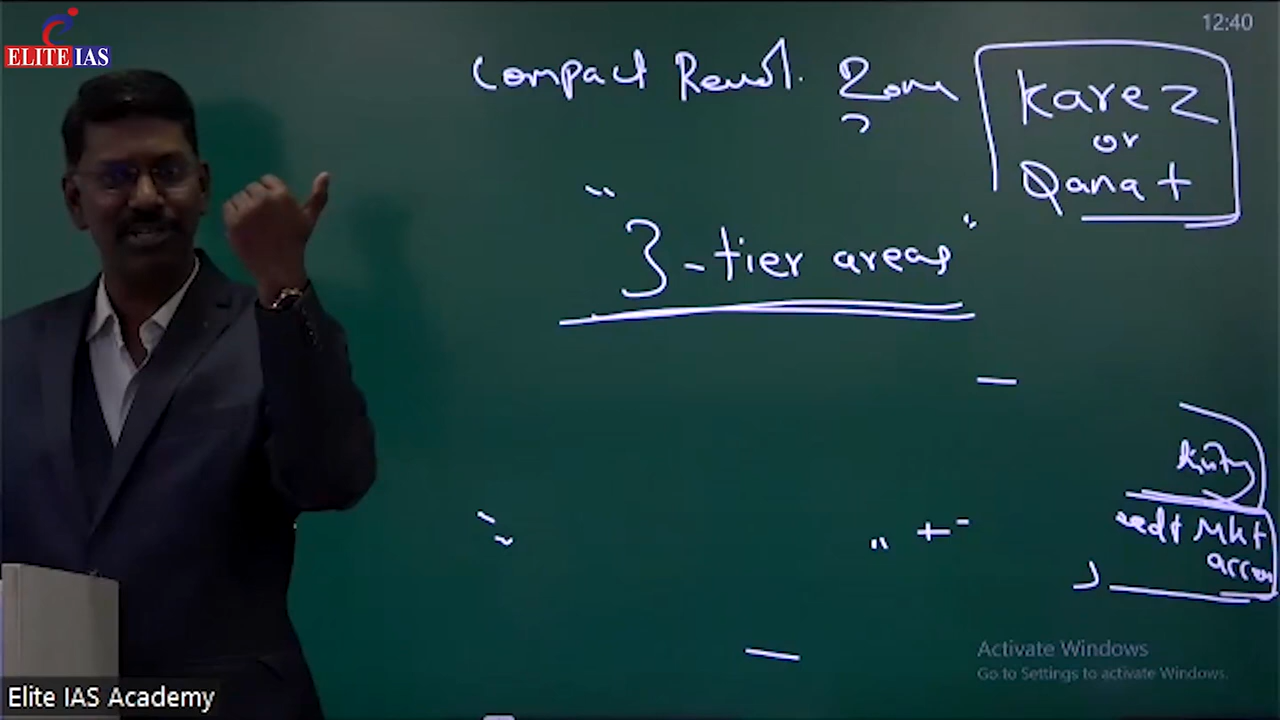 12:40
ELITE IAS
Compact Zone
?
Karez
or
Qanat
"3-tier areas"
Mkt
Activate Windows
Go to Settings to activate Windows.
Elite IAS Academy